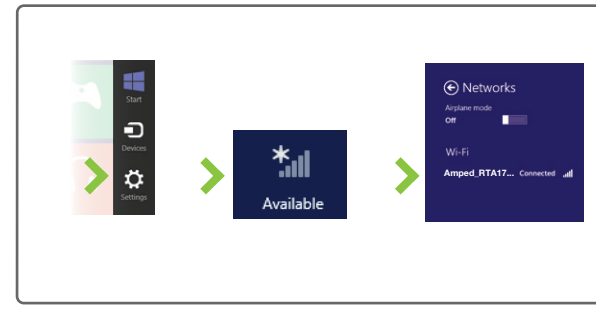 Start
Devices
Settings
Available
Networks
Airplane mode
Off
Wi-Fi
Amped_RTA17... Connected